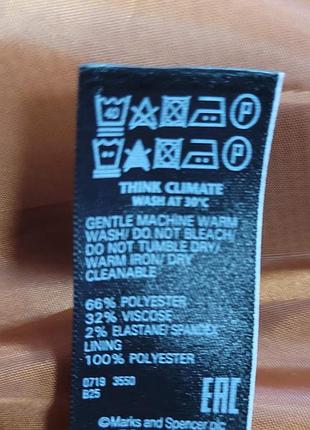 40 P
P
THINK CLIMATE
WASH AT 30°C
GENTLE MACHINE WARM
WASH/ DO NOT BLEACH/
DO NOT TUMBLE DRY/
WARM IRON/ DRY
CLEANABLE
66% POLYESTER
32% VISCOSE
2% ELASTANE/SPANDEX
LINING
100% POLYESTER
0719 3550
B25
EAC
©Marks and Spencer plc